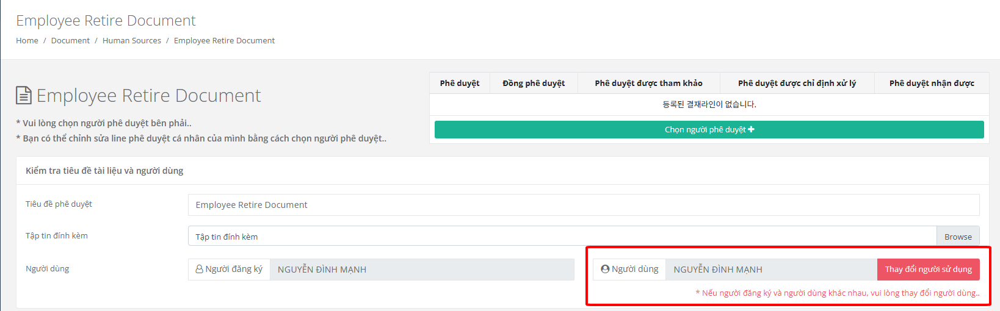 Employee Retire Document
Home / Document / Human Sources / Employee Retire Document
Employee Retire Document
* Vui lòng chọn người phê duyệt bên phải..
* Bạn có thể chỉnh sửa line phê duyệt cá nhân của mình bằng cách chọn người phê duyệt..
Phê duyệt Đồng phê duyệt Phê duyệt được tham khảo Phê duyệt được chỉ định xử lý Phê duyệt nhận được
등록된 결재라인이 없습니다.
Chọn người phê duyệt
Kiểm tra tiêu đề tài liệu và người dùng
Tiêu đề phê duyệt Employee Retire Document
Tập tin đính kèm Tập tin đính kèm Browse
Người dùng Người đăng ký NGUYỄN ĐÌNH MẠNH Người dùng NGUYỄN ĐÌNH MẠNH Thay đổi người sử dụng
* Nếu người đăng ký và người dùng khác nhau, vui lòng thay đổi người dùng..